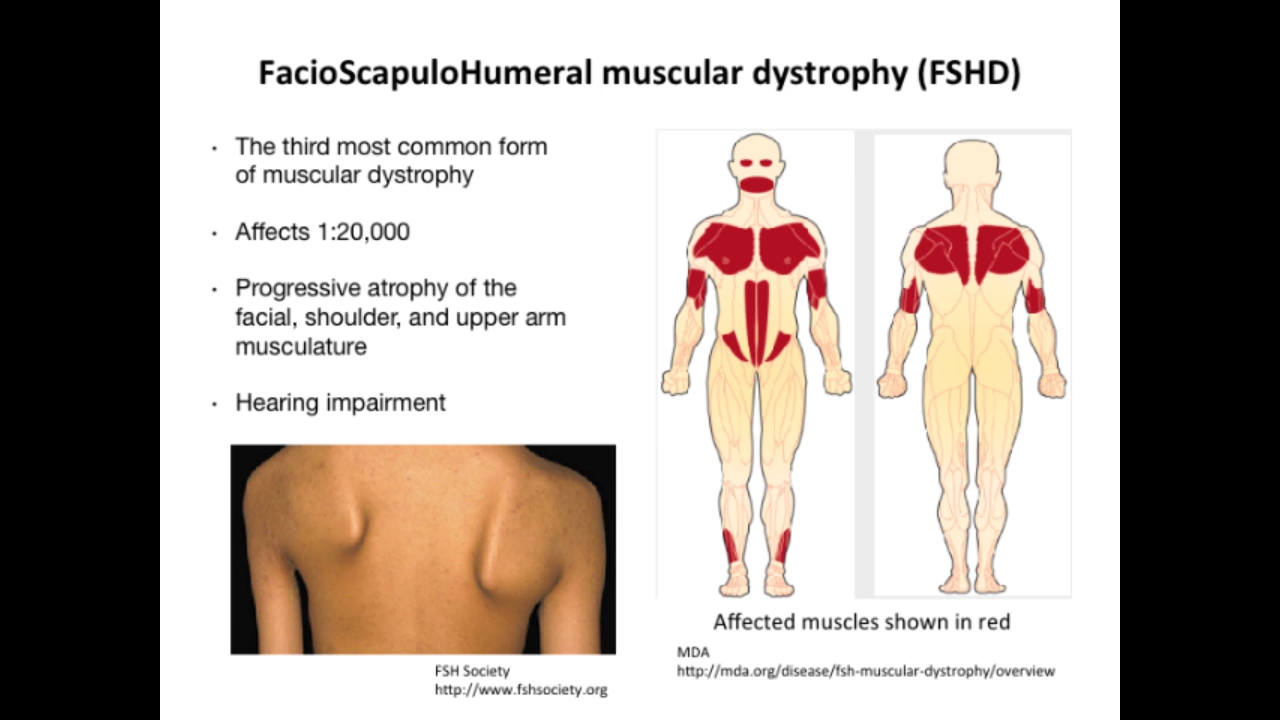 FacioScapuloHumeral muscular dystrophy (FSHD)
· The third most common form
of muscular dystrophy
· Affects 1:20,000
· Progressive atrophy of the
facial, shoulder, and upper arm
musculature
· Hearing impairment
FSH Society
http://www.fshsociety.org
Affected muscles shown in red
MDA
http://mda.org/disease/fsh-muscular-dystrophy/overview